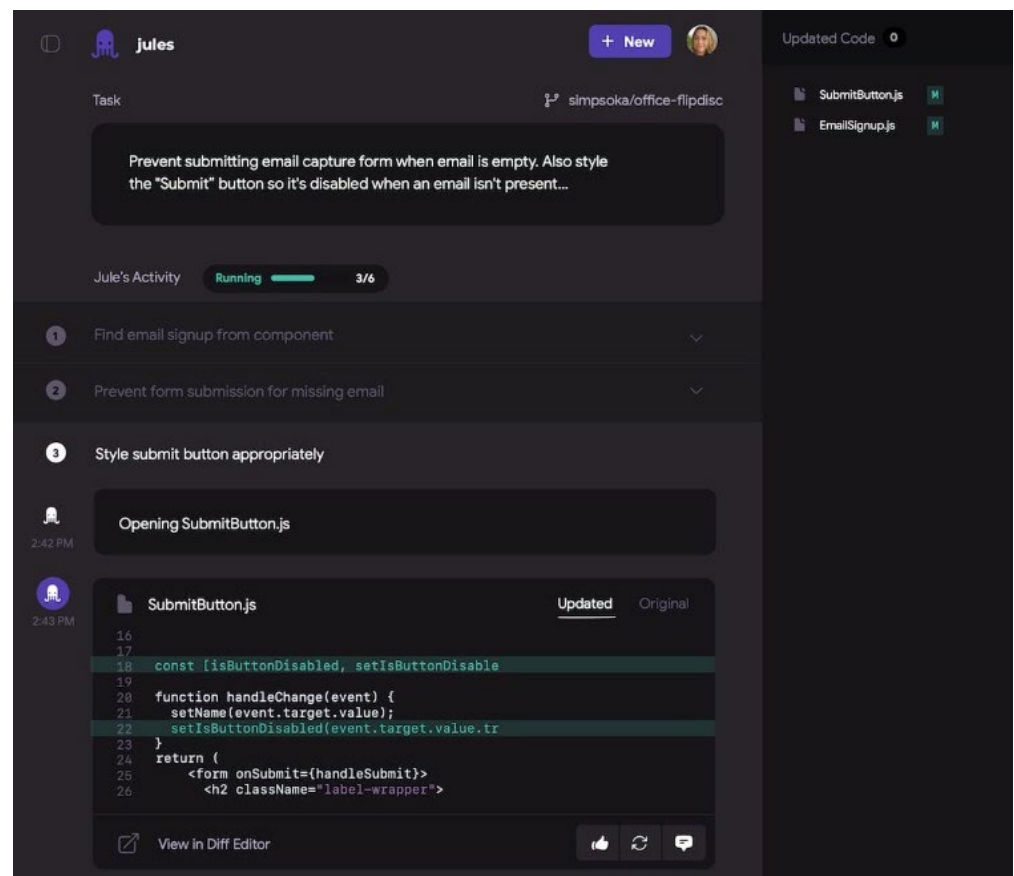 jules
+ New
Task
simpsoka/office-flipdisc
Prevent submitting email capture form when email is empty. Also style
the "Submit" button so it's disabled when an email isn't present...
Jule's Activity
Running
3/6
1
Find email signup from component
2
Prevent form submission for missing email
3
Style submit button appropriately
Opening SubmitButton.js
2:42 PM
2:43 PM
SubmitButton.js
Updated
Original
16
17
18 const [isButtonDisabled, setIsButtonDisable
19
20 function handleChange(event) {
21 setName(event.target.value);
22 setIsButtonDisabled(event.target.value.tr
23 }
24 return (
25 <form onSubmit={handleSubmit}>
26 <h2 className="label-wrapper">
View in Diff Editor
Updated Code 0
SubmitButton.js M
EmailSignup.js M